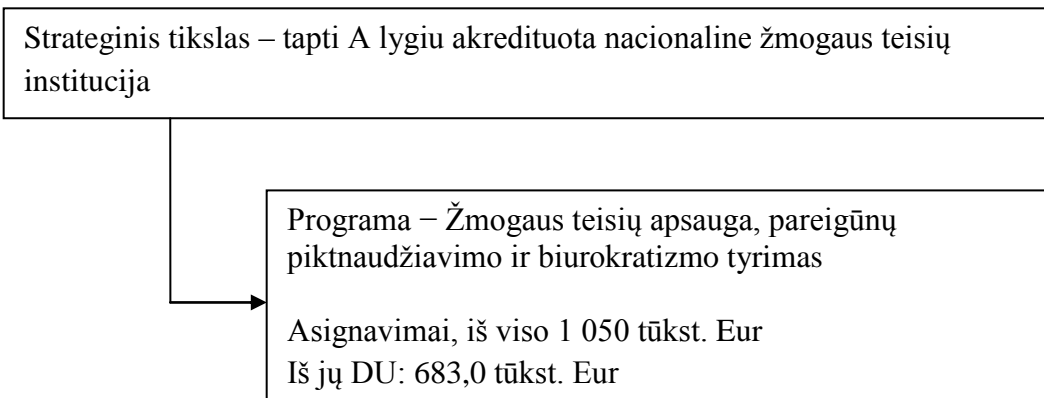 Strateginis tikslas – tapti A lygiu akredituota nacionaline žmogaus teisių
institucija
Programa − Žmogaus teisių apsauga, pareigūnų
piktnaudžiavimo ir biurokratizmo tyrimas
Asignavimai, iš viso 1 050 tūkst. Eur
Iš jų DU: 683,0 tūkst. Eur